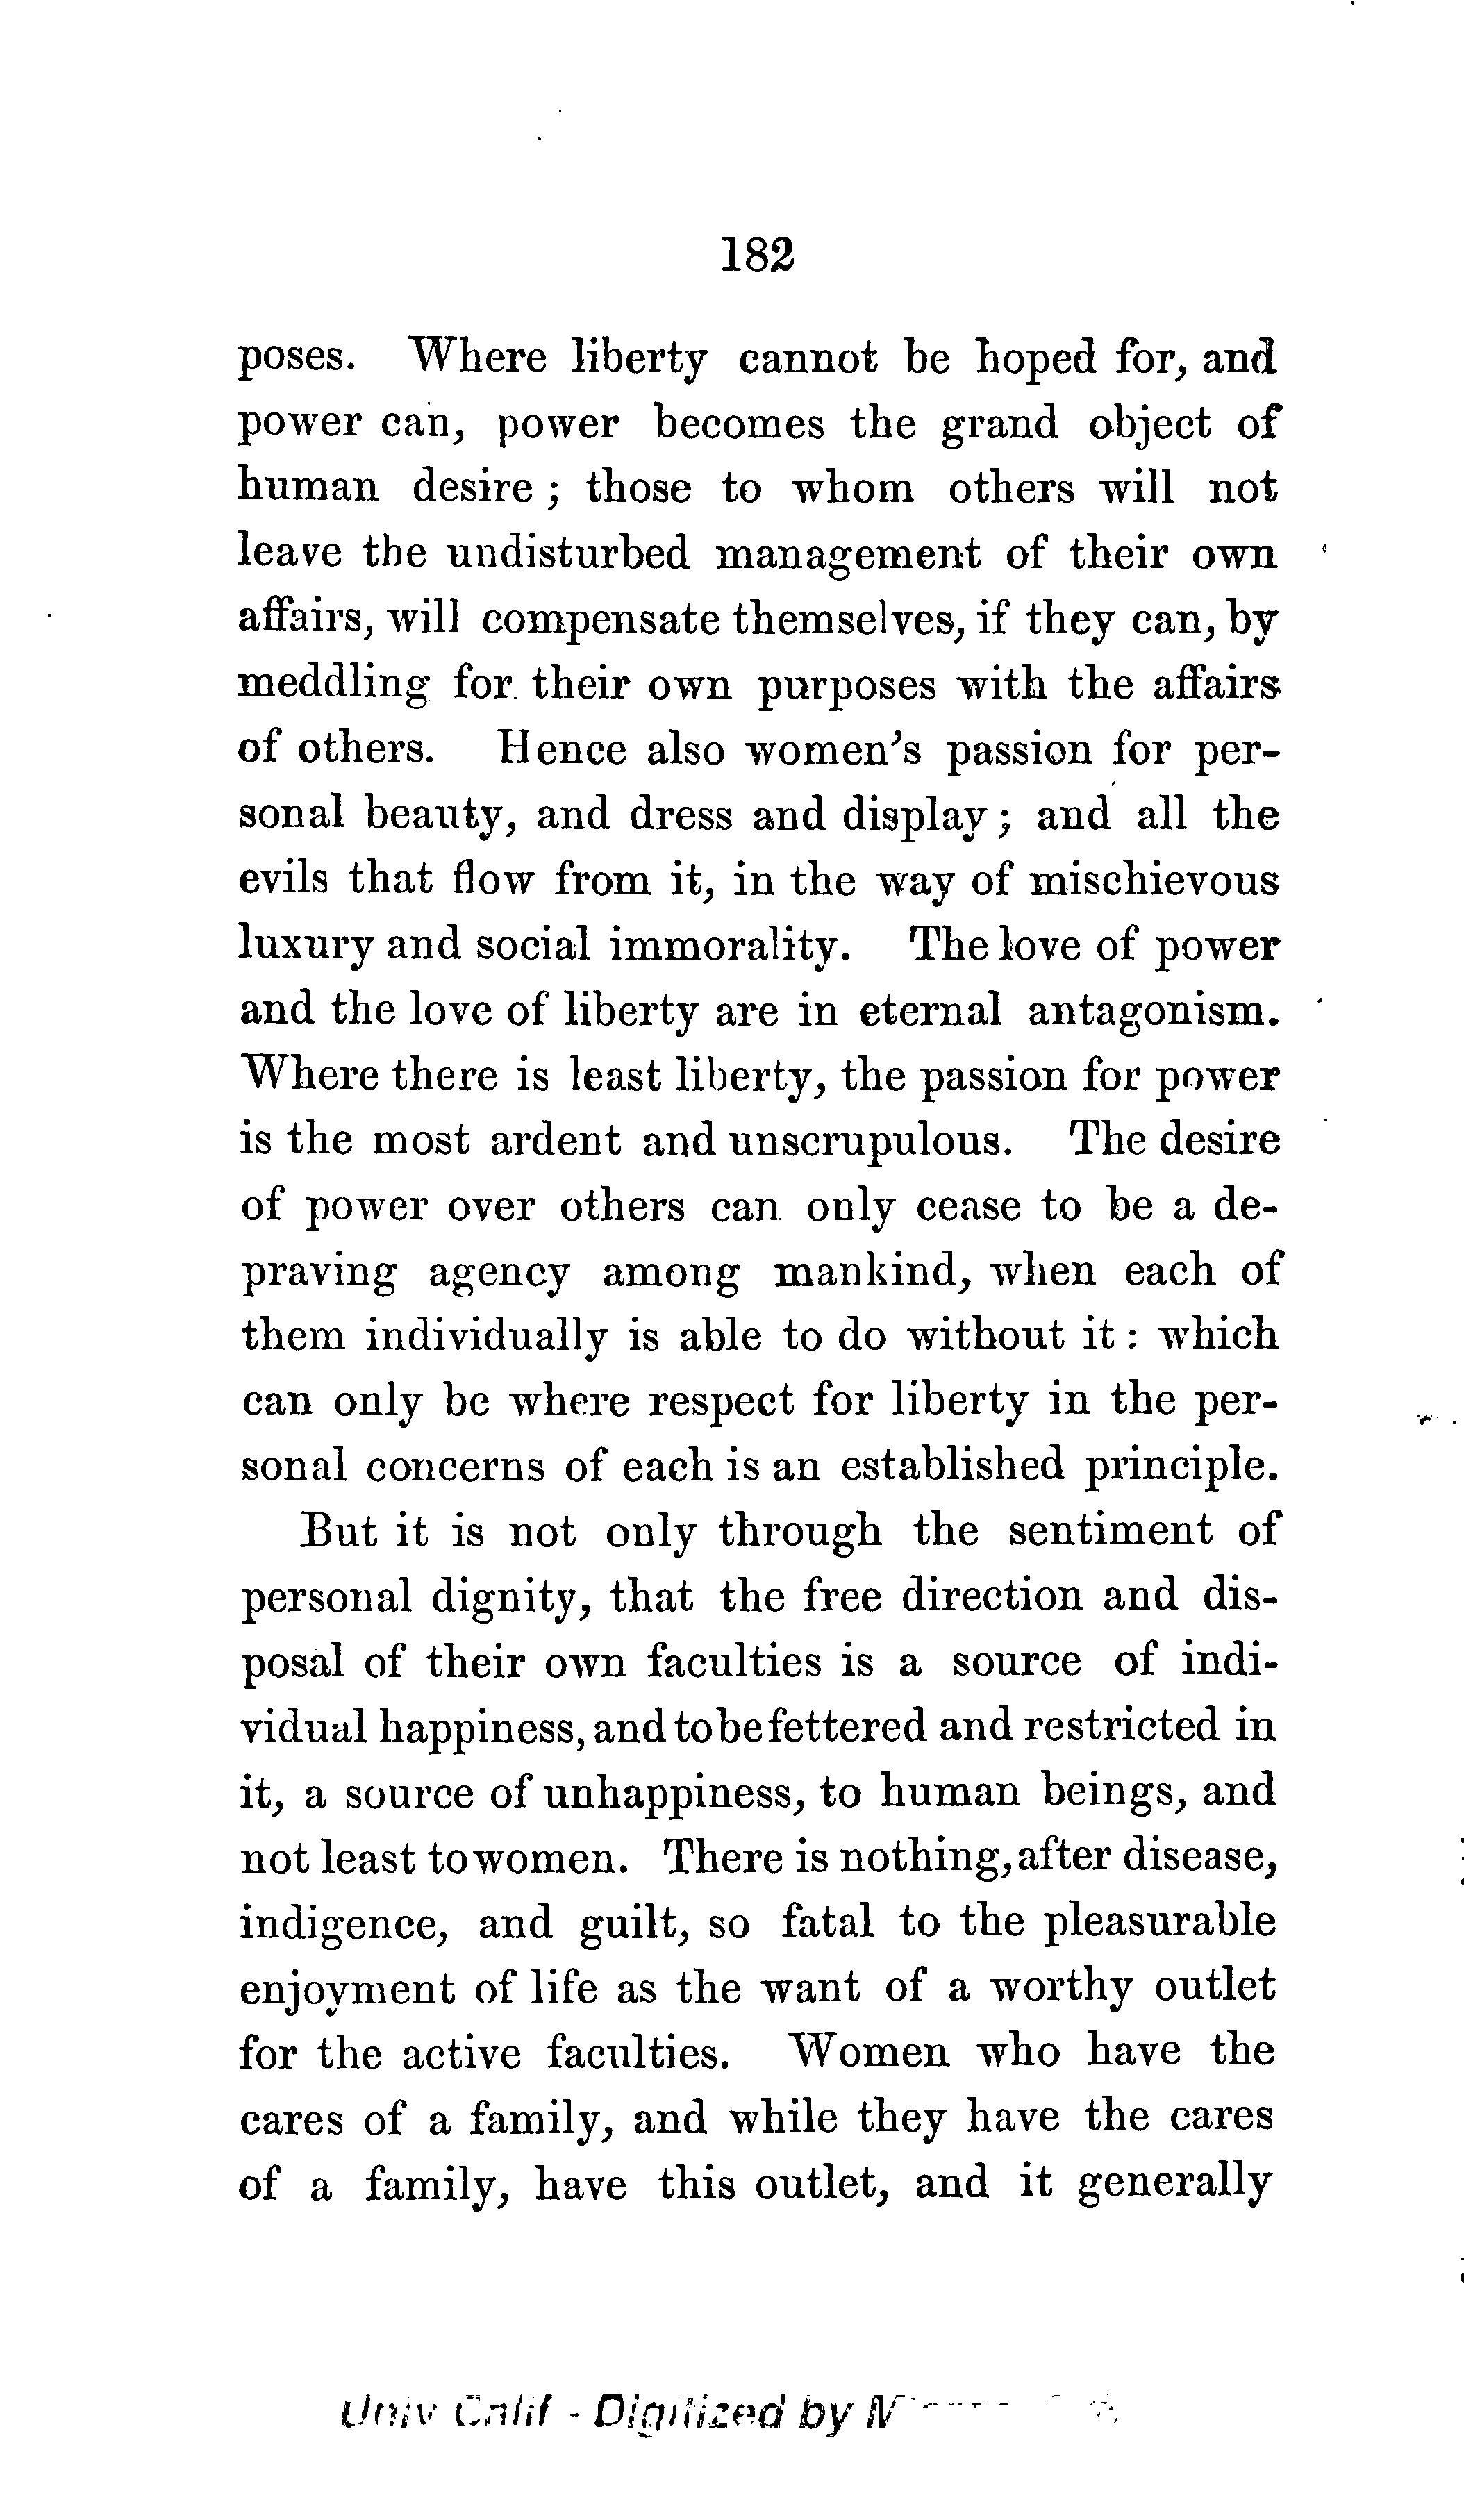 182
poses. Where liberty cannot be hoped for, and
power can, power becomes the grand object of
human desire ; those to whom others will not
leave the undisturbed management of their own
affairs, will compensate themselves, if they can, by
meddling for their own purposes with the affairs
of others. Hence also women's passion for per-
sonal beauty, and dress and display ; and all the
evils that flow from it, in the way of mischievous
luxury and social immorality. The love of power
and the love of liberty are in eternal antagonism.
Where there is least liberty, the passion for power
is the most ardent and unscrupulous. The desire
of power over others can only cease to be a de-
praving agency among mankind, when each of
them individually is able to do without it : which
can only be where respect for liberty in the per-
sonal concerns of each is an established principle.
But it is not only through the sentiment of
personal dignity, that the free direction and dis-
posal of their own faculties is a source of indi-
vidual happiness, and to be fettered and restricted in
it, a source of unhappiness, to human beings, and
not least to women. There is nothing, after disease,
indigence, and guilt, so fatal to the pleasurable
enjoyment of life as the want of a worthy outlet
for the active faculties. Women who have the
cares of a family, and while they have the cares
of a family, have this outlet, and it generally
Univ Calif - Digitized by